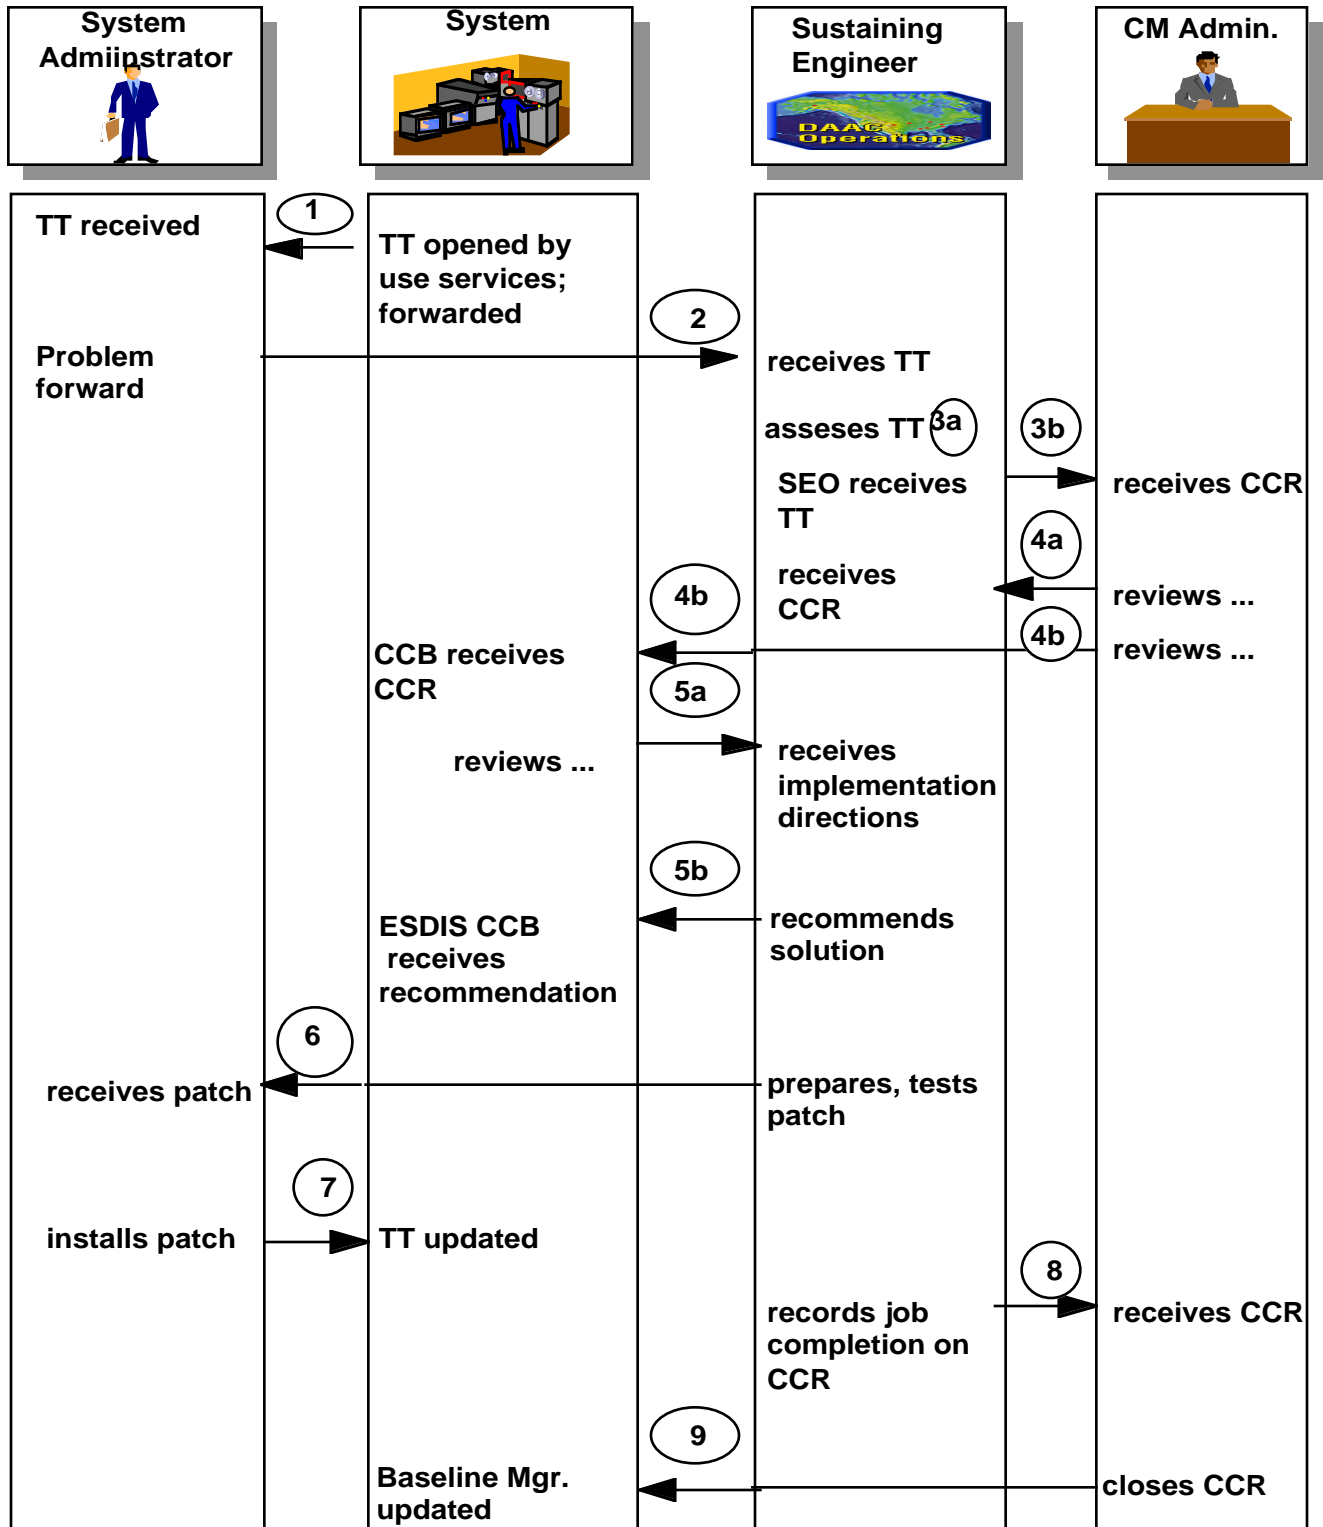 System
Admiinstrator
System
Sustaining
Engineer
DAAC
Operations
CM Admin.
1
TT received
TT opened by
use services;
forwarded
2
Problem
forward
receives TT
asseses TT
3a
3b
SEO receives
TT
receives CCR
4a
receives
CCR
reviews ...
4b
4b
reviews ...
CCB receives
CCR
5a
reviews ...
receives
implementation
directions
5b
recommends
solution
ESDIS CCB
receives
recommendation
6
receives patch
prepares, tests
patch
7
installs patch
TT updated
8
records job
completion on
CCR
receives CCR
9
Baseline Mgr.
updated
closes CCR